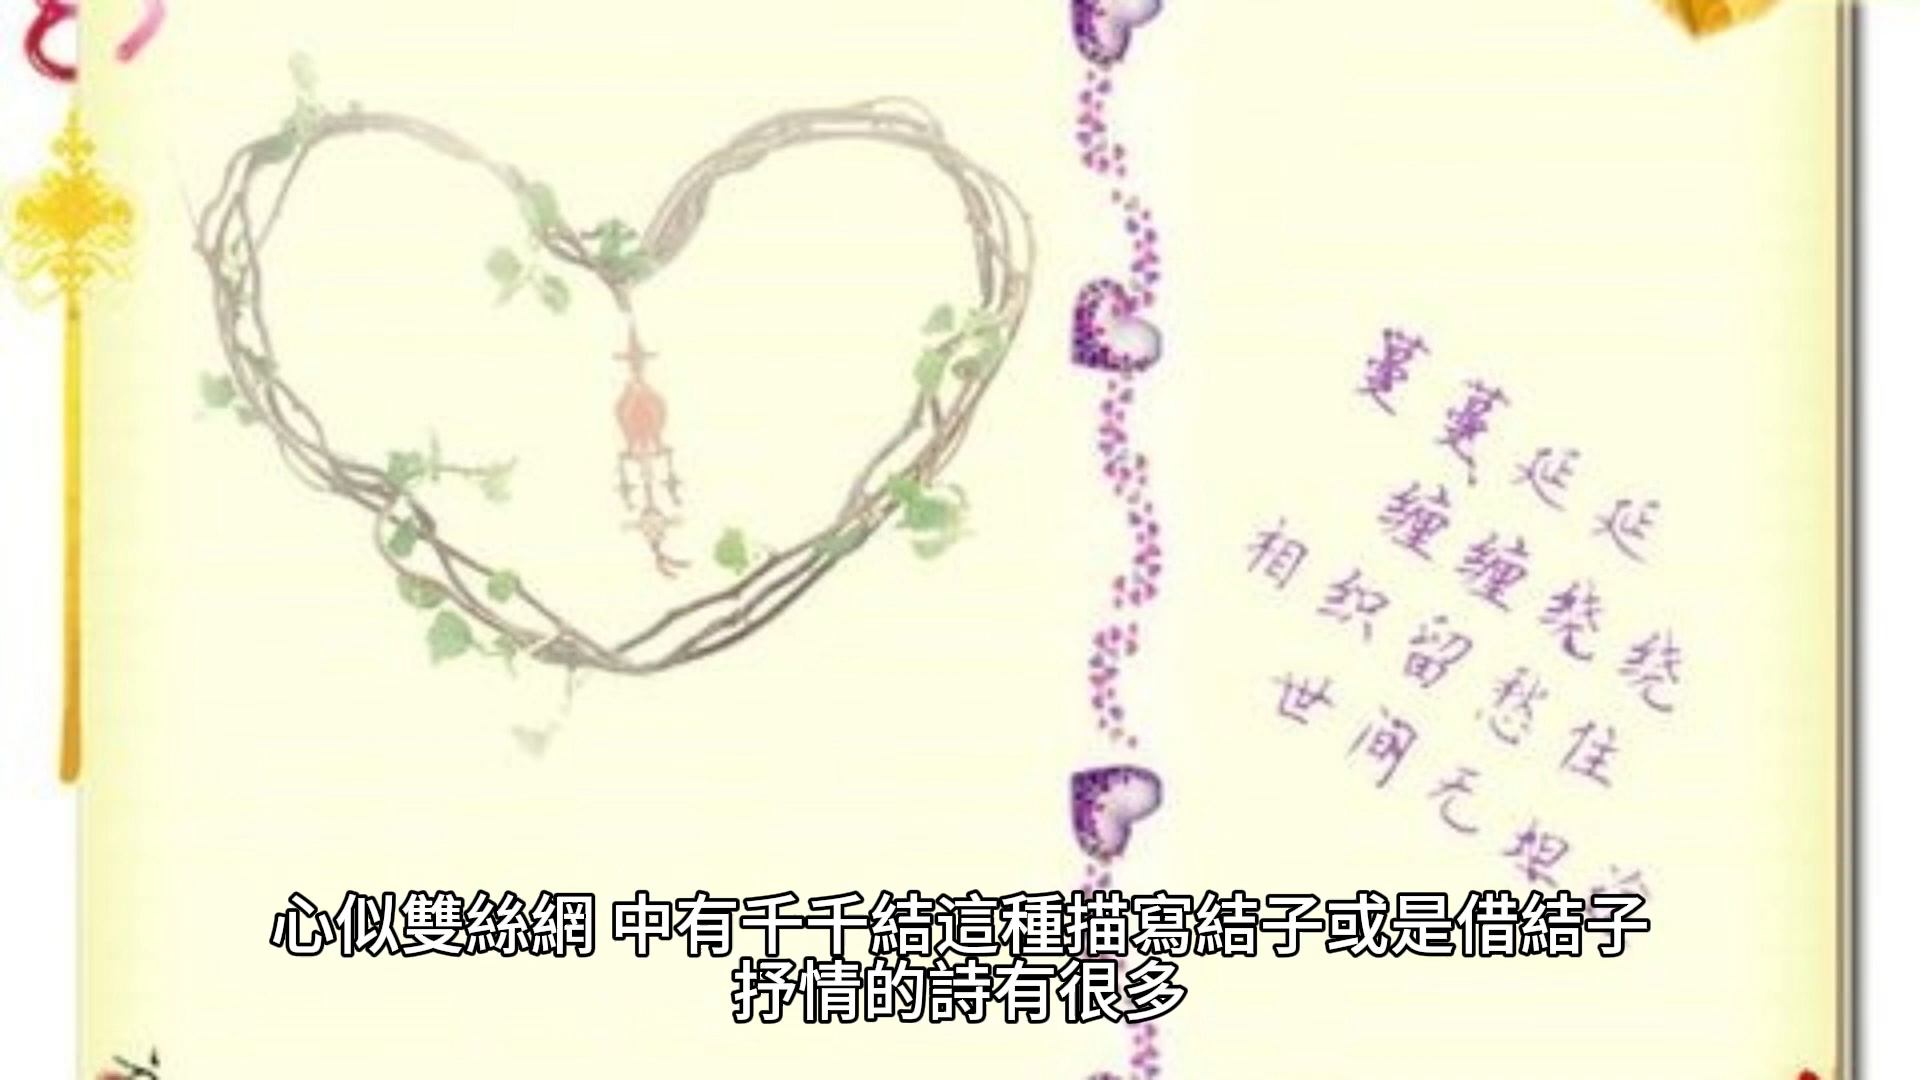 蔓蔓延延
缠缠绕绕
相织留愁住
世间无
心似雙絲網 中有千千結這種描寫結子或是借結子
抒情的詩有很多